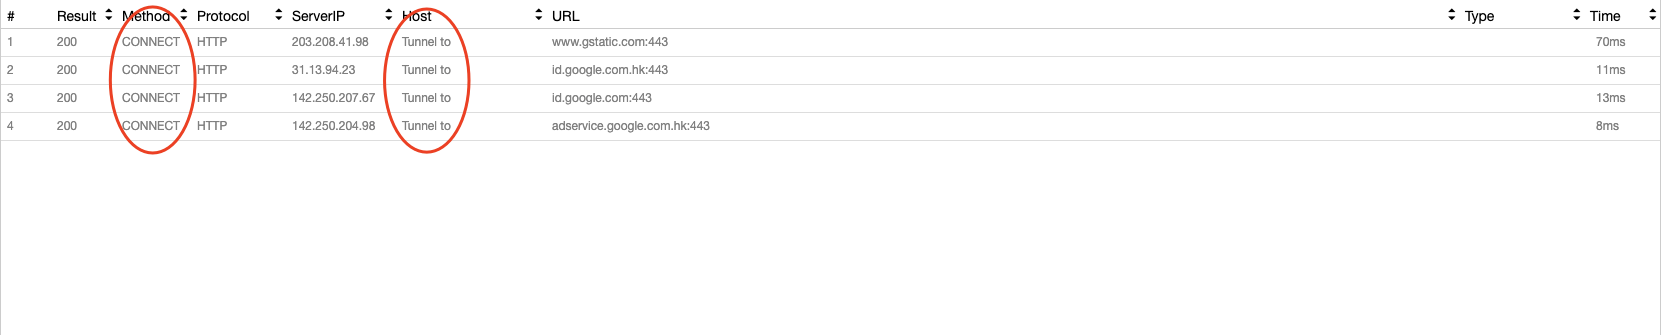 # Result Method Protocol ServerIP Host URL Type Time
1 200 CONNECT HTTP 203.208.41.98 Tunnel to www.gstatic.com:443 70ms
2 200 CONNECT HTTP 31.13.94.23 Tunnel to id.google.com.hk:443 11ms
3 200 CONNECT HTTP 142.250.207.67 Tunnel to id.google.com:443 13ms
4 200 CONNECT HTTP 142.250.204.98 Tunnel to adservice.google.com.hk:443 8ms